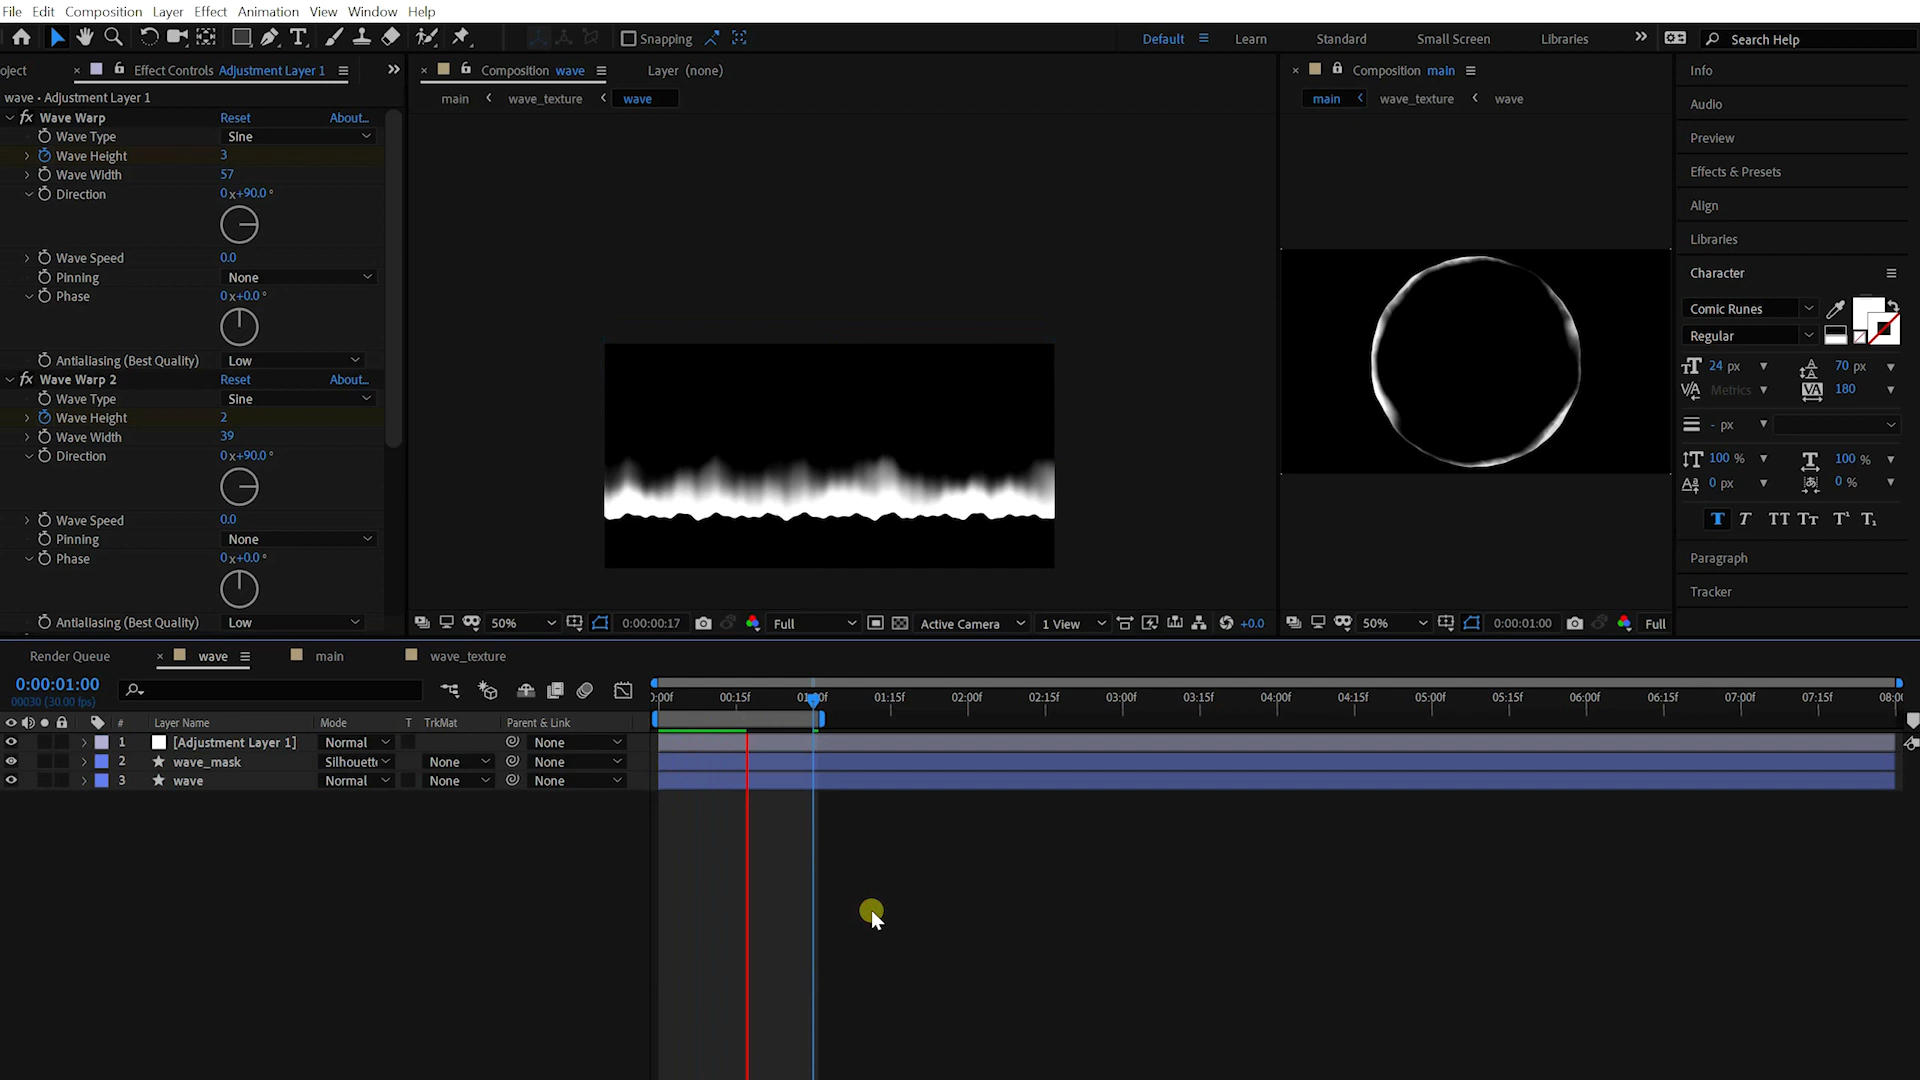 File Edit Composition Layer Effect Animation View Window Help
Snapping
Default Learn Standard Small Screen Libraries Search Help
oject Effect Controls Adjustment Layer 1
wave • Adjustment Layer 1
fx Wave Warp Reset About...
Wave Type SIne
Wave Height 3
Wave Width 57
Direction 0 x+90.0 °
Wave Speed 0.0
Pinning None
Phase 0 x+0.0 °
Antialiasing (Best Quality) Low
fx Wave Warp 2 Reset About...
Wave Type Sine
Wave Height 2
Wave Width 39
Direction 0 x+90.0 °
Wave Speed 0.0
Pinning None
Phase 0 x+0.0 °
Antialiasing (Best Quality) Low
Composition wave Layer (none)
main wave_texture wave
50% 0:00:00:17 Full Active Camera 1 View +0.0
Composition main
main wave_texture wave
50% 0:00:01:00 Full
Info
Audio
Preview
Effects & Presets
Align
Libraries
Character
Comic Runes
Regular
24 px 70 px
Metrics 180
- px
100 % 100 %
0 px 0 %
T T TT Tт T¹ T₁
Paragraph
Tracker
Render Queue wave main wave_texture
0:00:01:00
00030 (30.00 fps)
):00f 00:15f 01:00f 01:15f 02:00f 02:15f 03:00f 03:15f 04:00f 04:15f 05:00f 05:15f 06:00f 06:15f 07:00f 07:15f 08:0
# Layer Name Mode T TrkMat Parent & Link
1 [Adjustment Layer 1] Normal None
2 wave_mask Silhouett None None
3 wave Normal None None